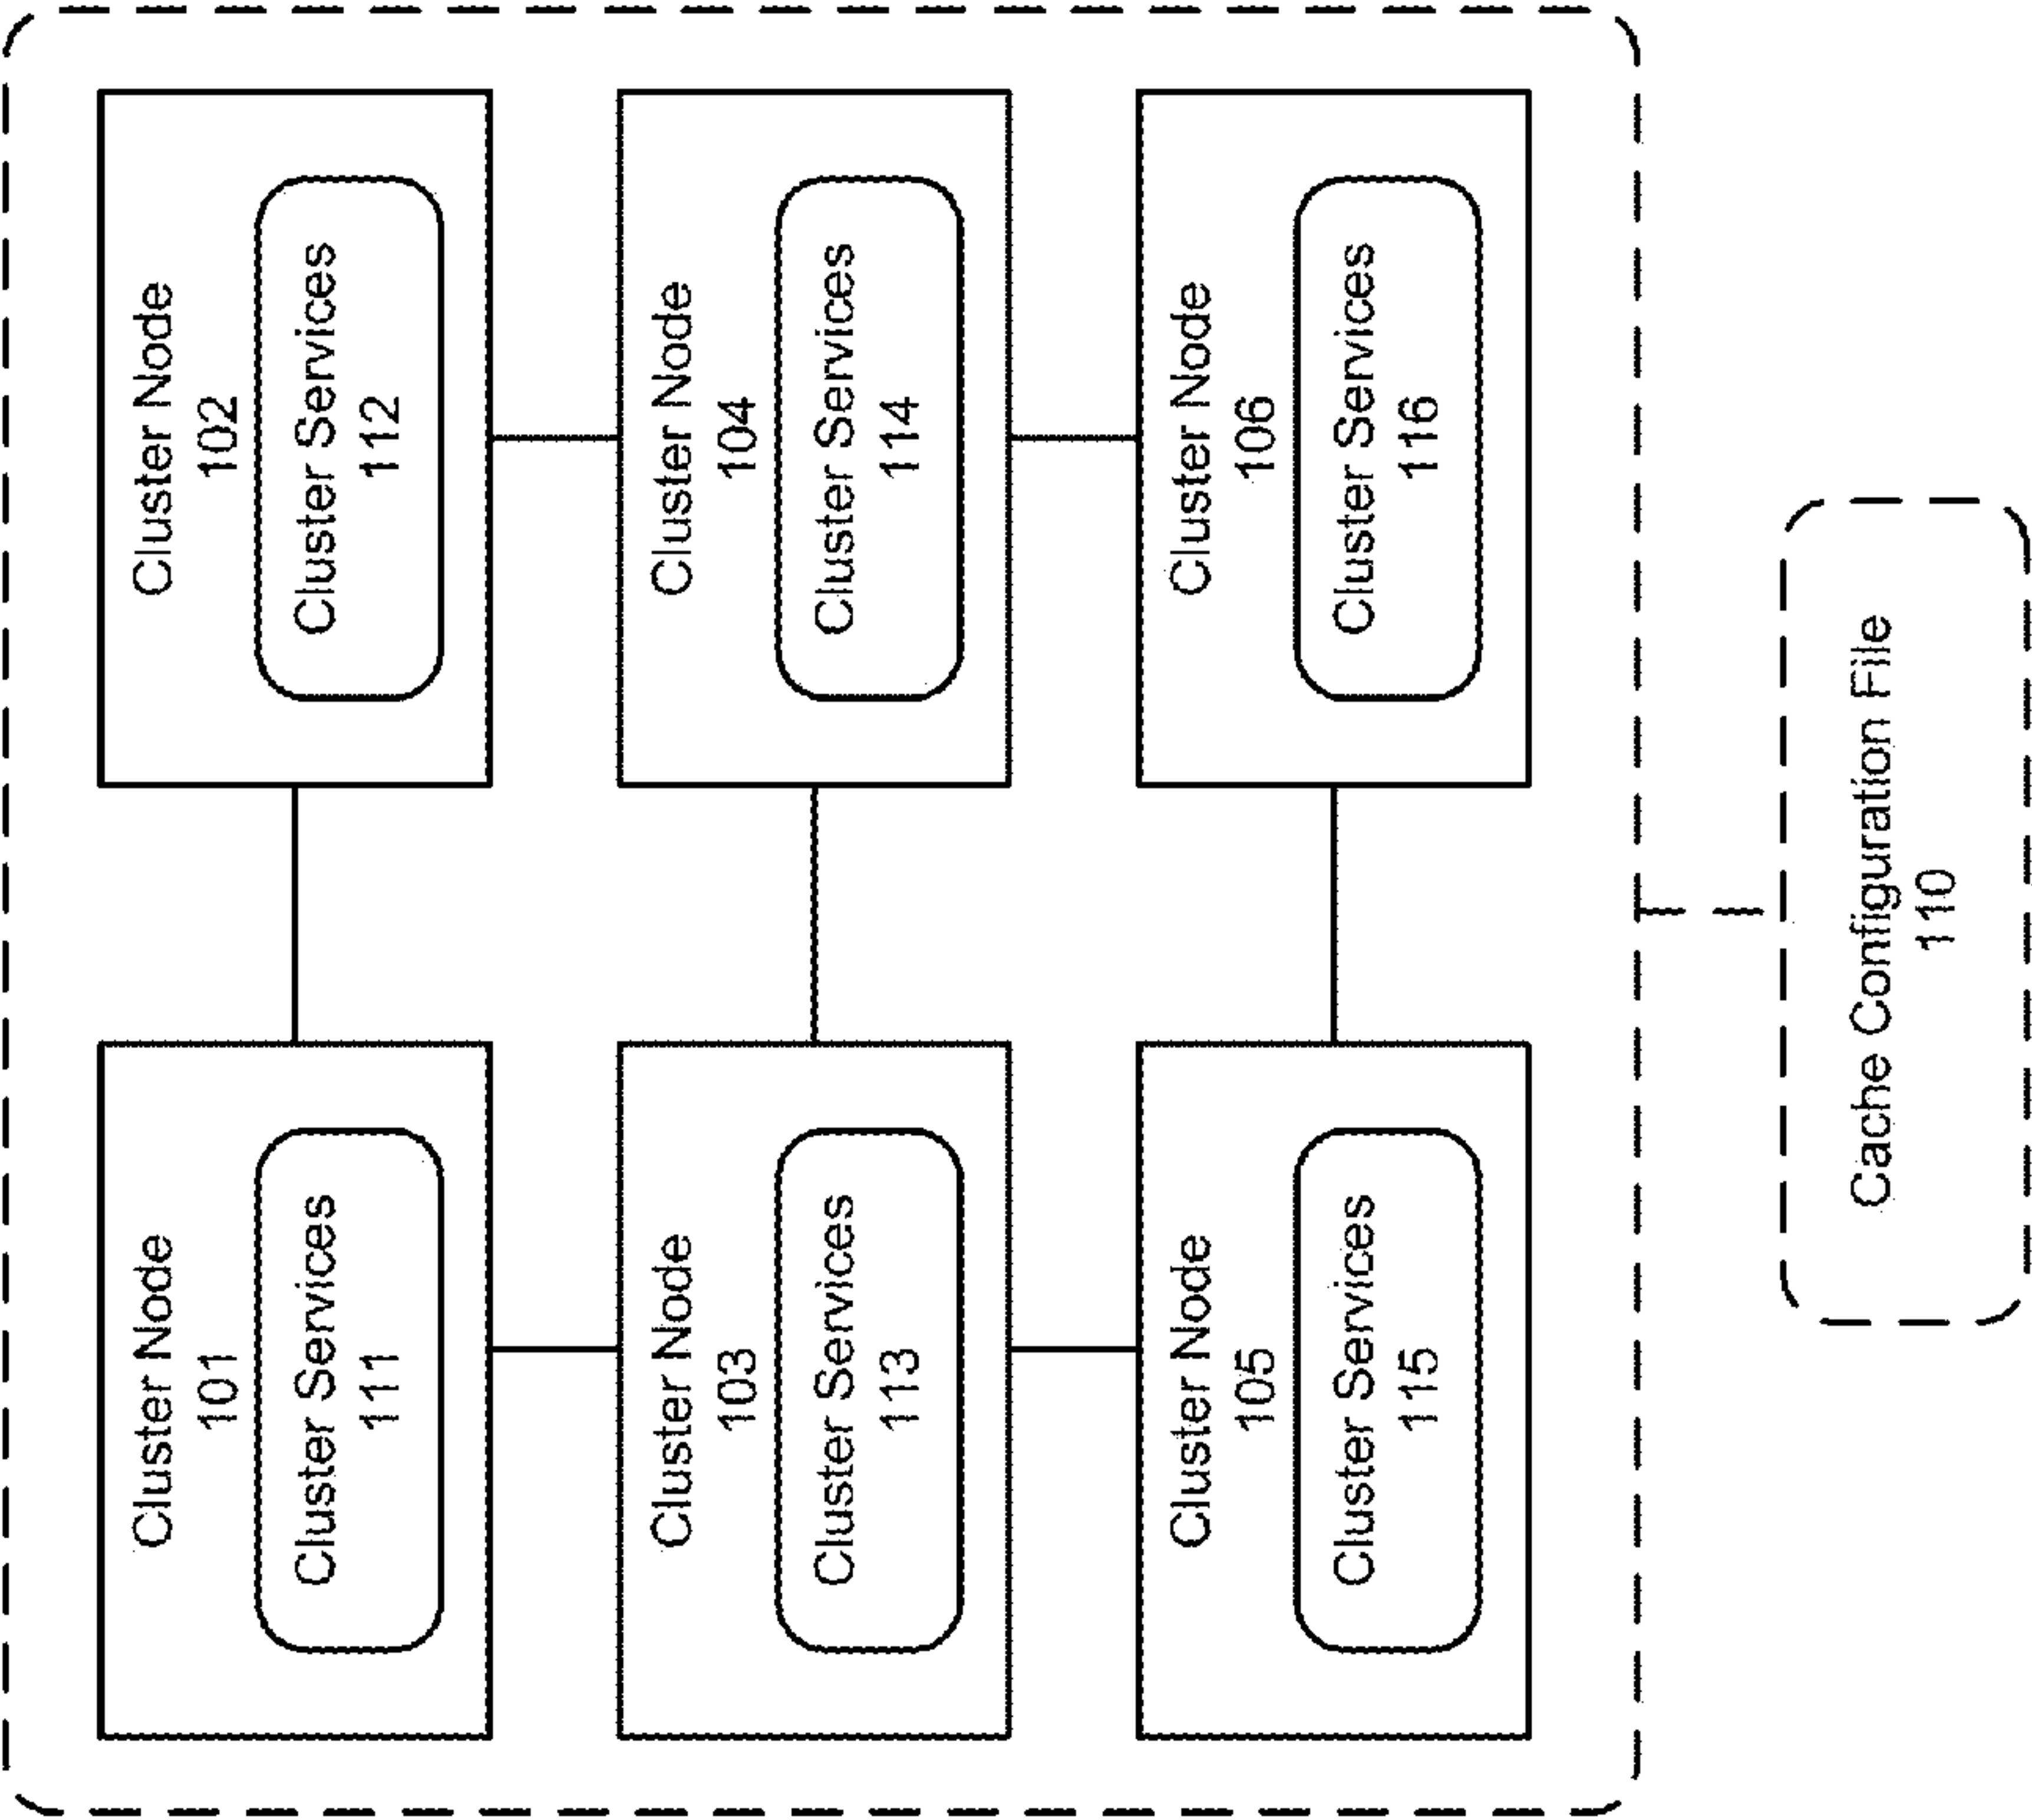 Cluster Node
101
Cluster Services
111
Cluster Node
102
Cluster Services
112
Cluster Node
103
Cluster Services
113
Cluster Node
104
Cluster Services
114
Cluster Node
105
Cluster Services
115
Cluster Node
106
Cluster Services
116
Cache Configuration File
110